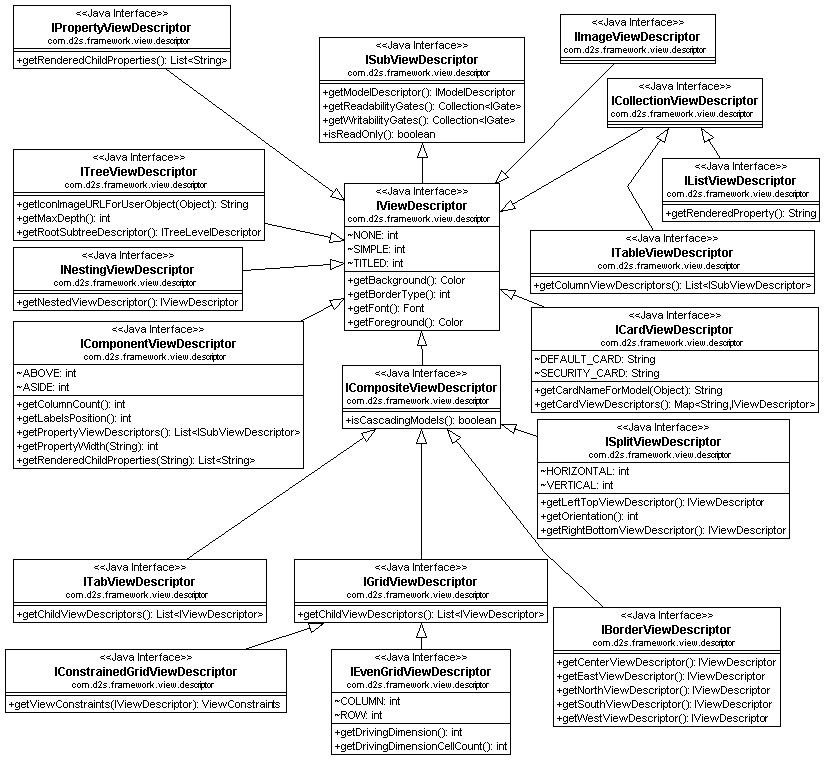 <<Java Interface>>
IPropertyViewDescriptor
com.d2s.framework.view.descriptor
+getRenderedChildProperties(): List<String>
<<Java Interface>>
ISubViewDescriptor
com.d2s.framework.view.descriptor
+getModelDescriptor(): IModelDescriptor
+getReadabilityGates(): Collection<IGate>
+getWritabilityGates(): Collection<IGate>
+isReadOnly(): boolean
<<Java Interface>>
IImageViewDescriptor
com.d2s.framework.view.descriptor
<<Java Interface>>
ICollectionViewDescriptor
com.d2s.framework.view.descriptor
<<Java Interface>>
ITreeViewDescriptor
com.d2s.framework.view.descriptor
+getIconImageURLForUserObject(Object): String
+getMaxDepth(): int
+getRootSubtreeDescriptor(): ITreeLevelDescriptor
<<Java Interface>>
IViewDescriptor
com.d2s.framework.view.descriptor
~NONE: int
~SIMPLE: int
~TITLED: int
+getBackground(): Color
+getBorderType(): int
+getFont(): Font
+getForeground(): Color
<<Java Interface>>
IListViewDescriptor
com.d2s.framework.view.descriptor
+getRenderedProperty(): String
<<Java Interface>>
ITableViewDescriptor
com.d2s.framework.view.descriptor
+getColumnViewDescriptors(): List<ISubViewDescriptor>
<<Java Interface>>
INestingViewDescriptor
com.d2s.framework.view.descriptor
+getNestedViewDescriptor(): IViewDescriptor
<<Java Interface>>
IComponentViewDescriptor
com.d2s.framework.view.descriptor
~ABOVE: int
~ASIDE: int
+getColumnCount(): int
+getLabelsPosition(): int
+getPropertyViewDescriptors(): List<ISubViewDescriptor>
+getPropertyWidth(String): int
+getRenderedChildProperties(String): List<String>
<<Java Interface>>
ICardViewDescriptor
com.d2s.framework.view.descriptor
~DEFAULT_CARD: String
~SECURITY_CARD: String
+getCardNameForModel(Object): String
+getCardViewDescriptors(): Map<String,IViewDescriptor>
<<Java Interface>>
ICompositeViewDescriptor
com.d2s.framework.view.descriptor
+isCascadingModels(): boolean
<<Java Interface>>
ISplitViewDescriptor
com.d2s.framework.view.descriptor
~HORIZONTAL: int
~VERTICAL: int
+getLeftTopViewDescriptor(): IViewDescriptor
+getOrientation(): int
+getRightBottomViewDescriptor(): IViewDescriptor
<<Java Interface>>
ITabViewDescriptor
com.d2s.framework.view.descriptor
+getChildViewDescriptors(): List<IViewDescriptor>
<<Java Interface>>
IGridViewDescriptor
com.d2s.framework.view.descriptor
+getChildViewDescriptors(): List<IViewDescriptor>
<<Java Interface>>
IBorderViewDescriptor
com.d2s.framework.view.descriptor
+getCenterViewDescriptor(): IViewDescriptor
+getEastViewDescriptor(): IViewDescriptor
+getNorthViewDescriptor(): IViewDescriptor
+getSouthViewDescriptor(): IViewDescriptor
+getWestViewDescriptor(): IViewDescriptor
<<Java Interface>>
IConstrainedGridViewDescriptor
com.d2s.framework.view.descriptor
+getViewConstraints(IViewDescriptor): ViewConstraints
<<Java Interface>>
IEvenGridViewDescriptor
com.d2s.framework.view.descriptor
~COLUMN: int
~ROW: int
+getDrivingDimension(): int
+getDrivingDimensionCellCount(): int